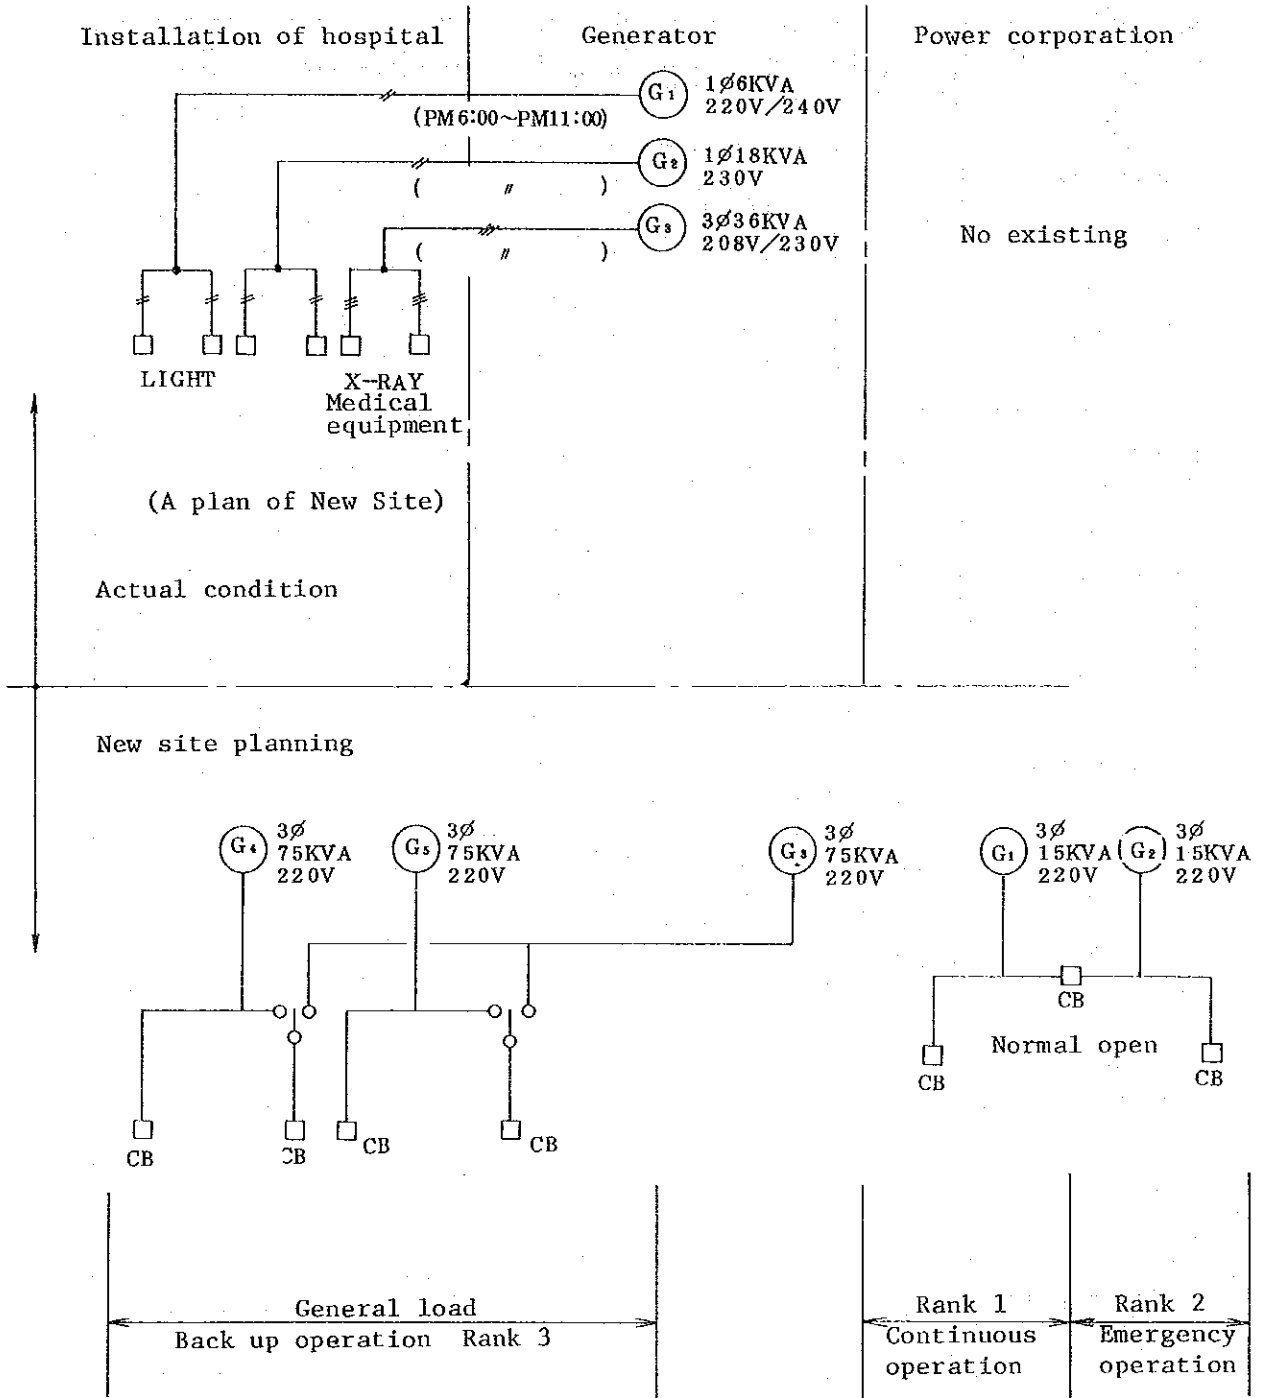 Installation of hospital
Generator
Power corporation
G1
1Ø6KVA
220V/240V
(PM6:00~PM11:00)
G2
1Ø18KVA
230V
( 〃 )
G3
3Ø36KVA
208V/230V
( 〃 )
No existing
LIGHT
X-RAY
Medical
equipment
(A plan of New Site)
Actual condition
New site planning
G4
3Ø
75KVA
220V
G5
3Ø
75KVA
220V
G3
3Ø
75KVA
220V
G1
3Ø
15KVA
220V
G2
3Ø
15KVA
220V
CB
Normal open
CB
CB
CB
CB
CB
CB
General load
Back up operation Rank 3
Rank 1
Continuous
operation
Rank 2
Emergency
operation